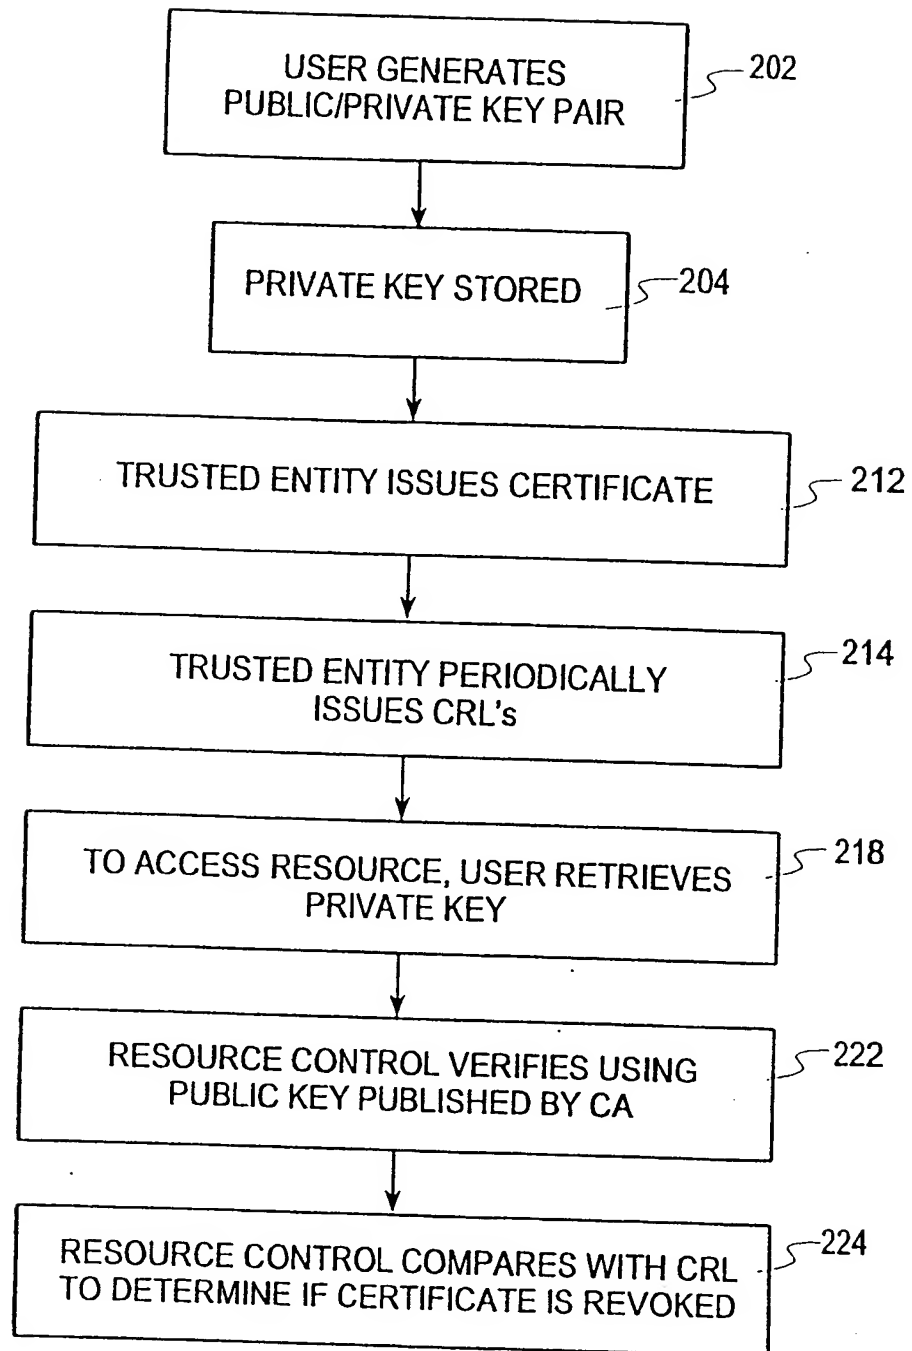 USER GENERATES
PUBLIC/PRIVATE KEY PAIR
202
PRIVATE KEY STORED
204
TRUSTED ENTITY ISSUES CERTIFICATE
212
TRUSTED ENTITY PERIODICALLY
ISSUES CRL's
214
TO ACCESS RESOURCE, USER RETRIEVES
PRIVATE KEY
218
RESOURCE CONTROL VERIFIES USING
PUBLIC KEY PUBLISHED BY CA
222
RESOURCE CONTROL COMPARES WITH CRL
TO DETERMINE IF CERTIFICATE IS REVOKED
224